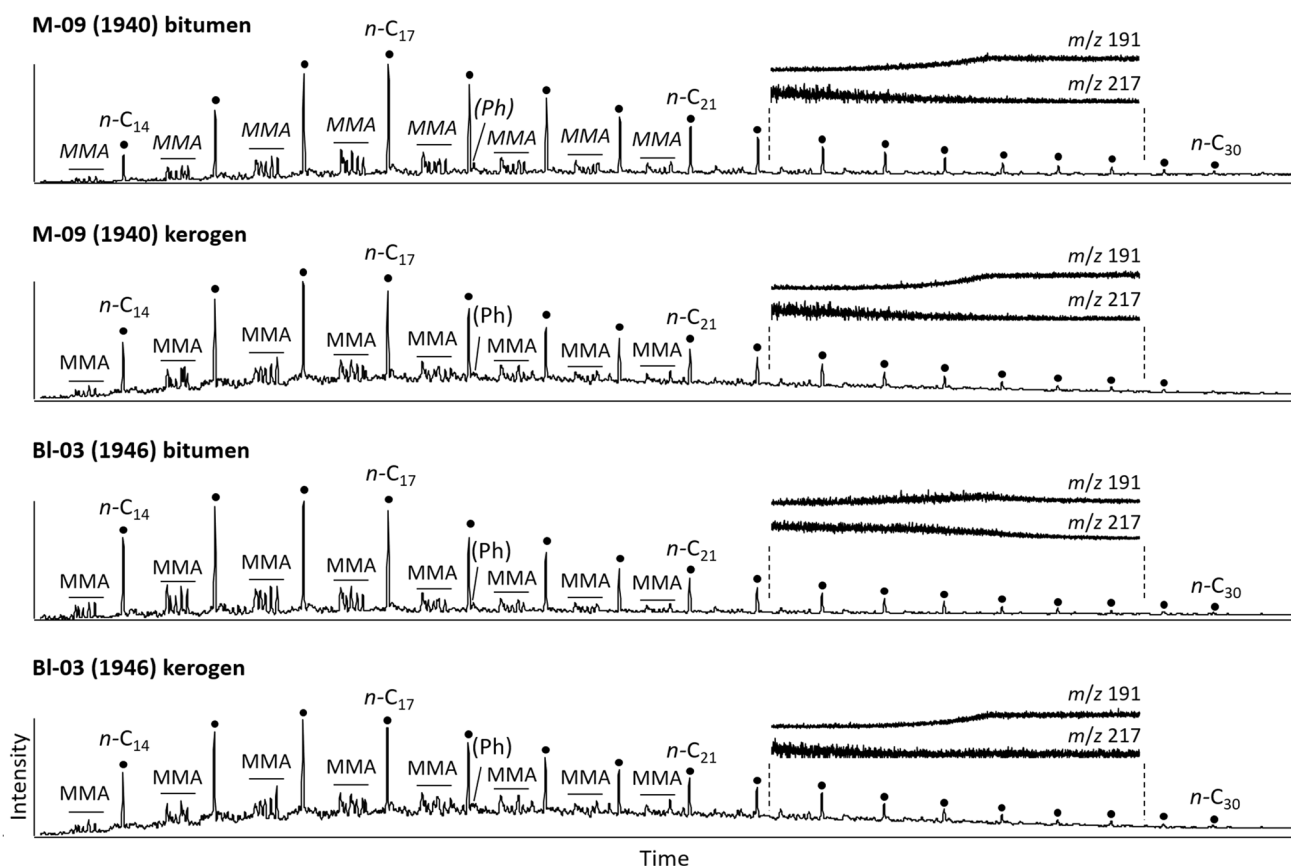 M-09 (1940) bitumen
n-C17
m/z 191
m/z 217
n-C14
MMA
MMA
MMA
MMA
MMA
(Ph)
MMA
MMA
MMA
n-C21
n-C30
M-09 (1940) kerogen
n-C17
m/z 191
m/z 217
n-C14
MMA
MMA
MMA
MMA
MMA
(Ph)
MMA
MMA
MMA
n-C21
Bl-03 (1946) bitumen
n-C17
m/z 191
m/z 217
n-C14
MMA
MMA
MMA
MMA
MMA
(Ph)
MMA
MMA
MMA
n-C21
n-C30
Bl-03 (1946) kerogen
n-C17
m/z 191
m/z 217
n-C14
MMA
MMA
MMA
MMA
MMA
(Ph)
MMA
MMA
MMA
n-C21
n-C30
Intensity
Time